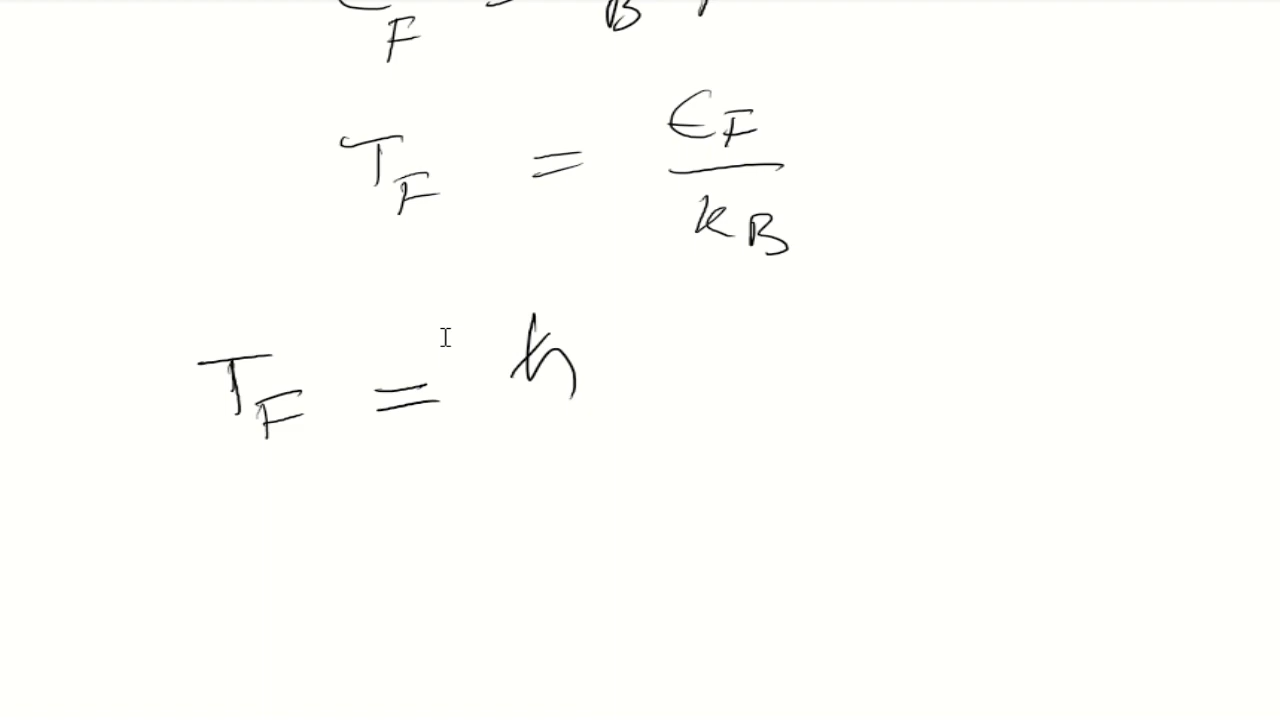 T_F = ϵ_F / k_B
T_F = ℏ